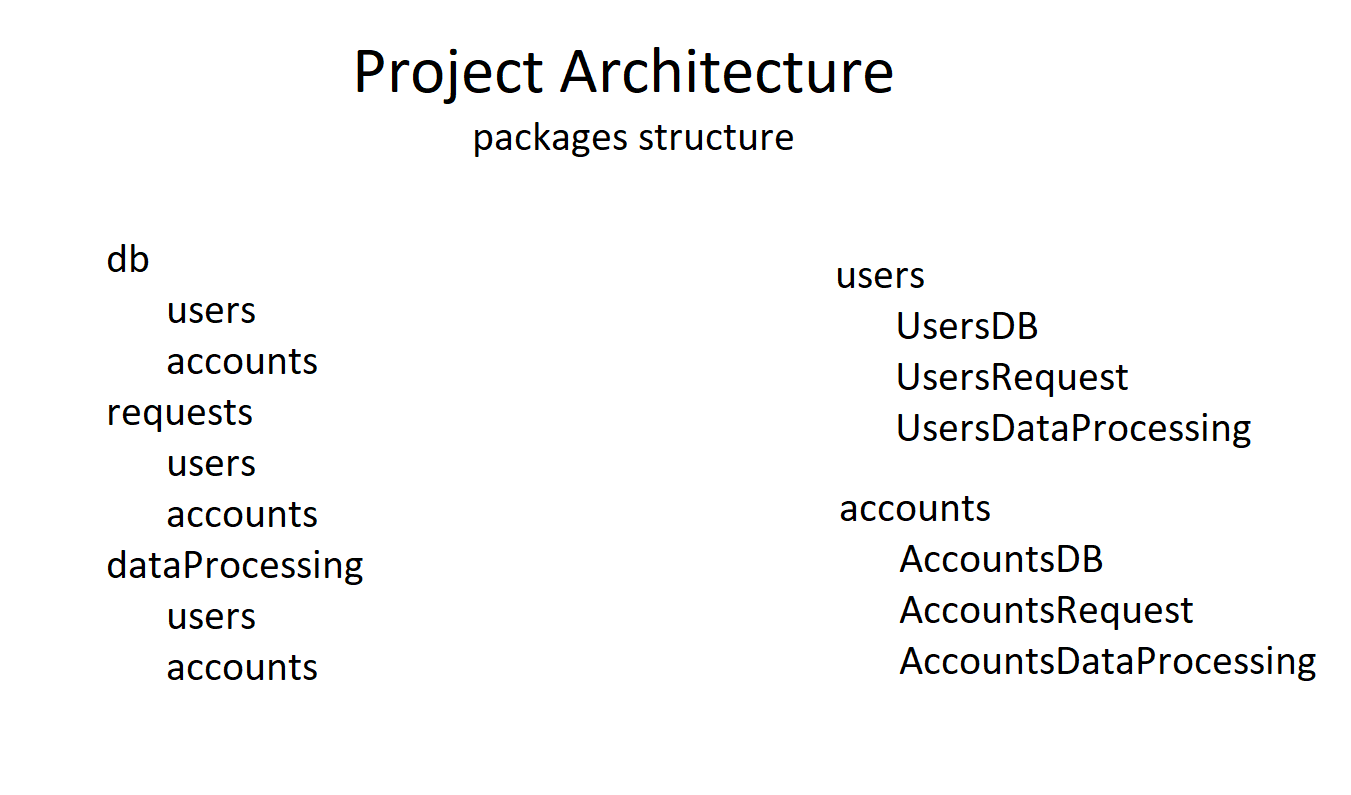 Project Architecture
packages structure
db
users
accounts
requests
users
accounts
dataProcessing
users
accounts
users
UsersDB
UsersRequest
UsersDataProcessing
accounts
AccountsDB
AccountsRequest
AccountsDataProcessing